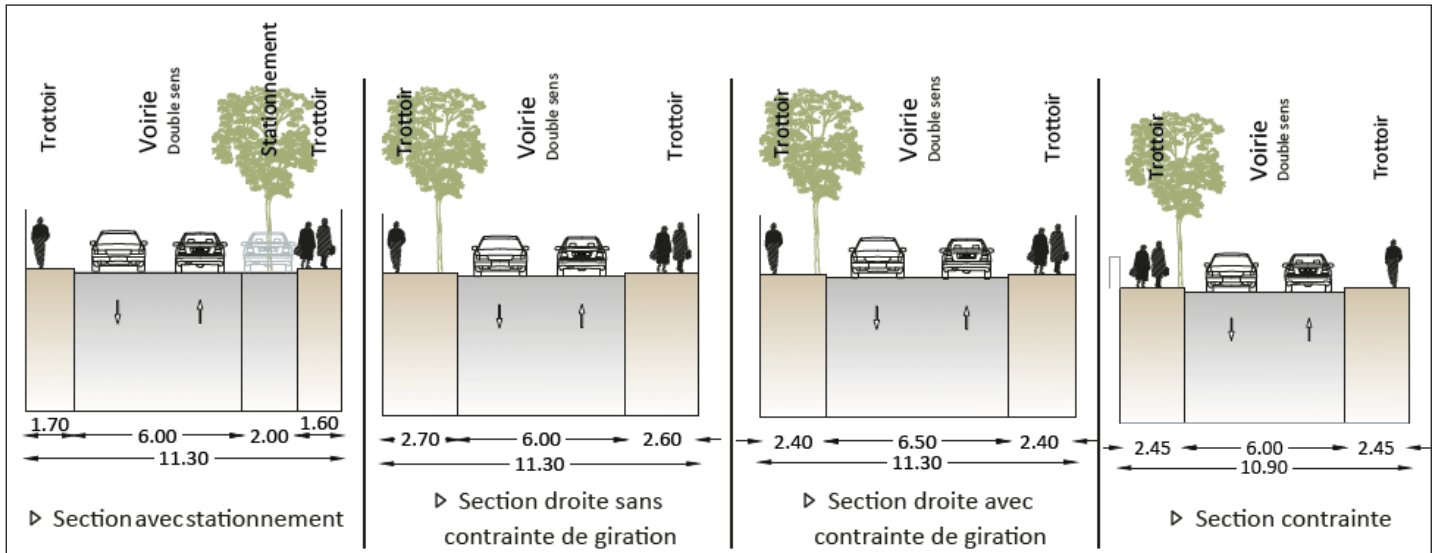 Trottoir
Voirie
Double sens
Stationnement
Trottoir
1.70
6.00
2.00
1.60
11.30
▷ Section avec stationnement
Trottoir
Voirie
Double sens
Trottoir
2.70
6.00
2.60
11.30
▷ Section droite sans
contrainte de giration
Trottoir
Voirie
Double sens
Trottoir
2.40
6.50
2.40
11.30
▷ Section droite avec
contrainte de giration
Trottoir
Voirie
Double sens
Trottoir
2.45
6.00
2.45
10.90
▷ Section contrainte